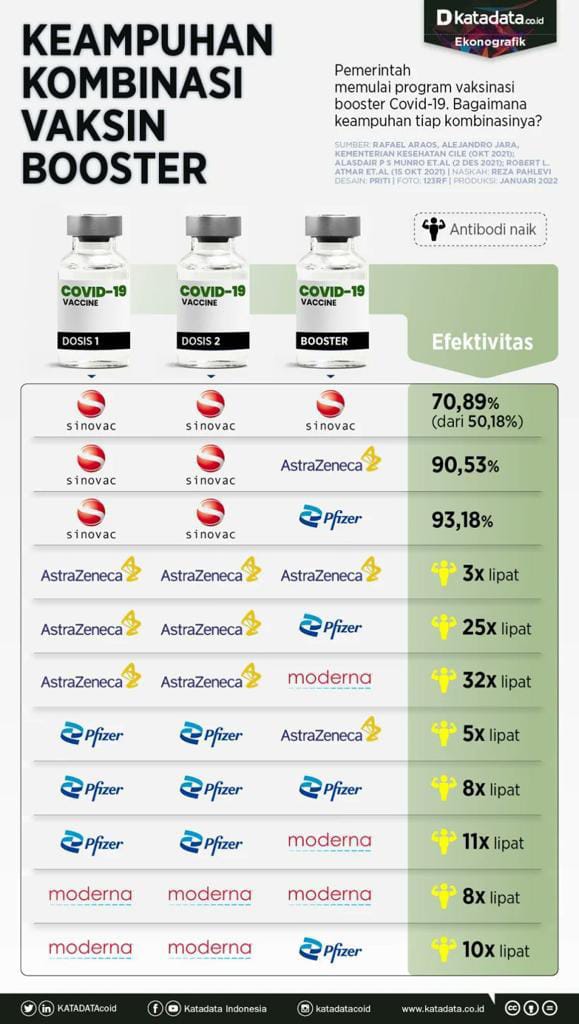 KEAMPUHAN
KOMBINASI
VAKSIN
BOOSTER
Dkatadata.co.id
Ekonografik
Pemerintah
memulai program vaksinasi
booster Covid-19. Bagaimana
keampuhan tiap kombinasinya?
SUMBER: RAFAEL ARAOS, ALEJANDRO JARA,
KEMENTERIAN KESEHATAN CILE (OKT 2021);
ALASDAIR P S MUNRO ET.AL (2 DES 2021); ROBERT L.
ATMAR ET.AL (15 OKT 2021) | NASKAH: REZA PAHLEVI
DESAIN: PRITI | FOTO: 123RF | PRODUKSI: JANUARI 2022
Antibodi naik
COVID-19 VACCINE DOSIS 1
COVID-19 VACCINE DOSIS 2
COVID-19 VACCINE BOOSTER
Efektivitas
sinovac sinovac sinovac 70,89%
(dari 50,18%)
sinovac sinovac AstraZeneca 90,53%
sinovac sinovac Pfizer 93,18%
AstraZeneca AstraZeneca AstraZeneca 3x lipat
AstraZeneca AstraZeneca Pfizer 25x lipat
AstraZeneca AstraZeneca moderna 32x lipat
Pfizer Pfizer AstraZeneca 5x lipat
Pfizer Pfizer Pfizer 8x lipat
Pfizer Pfizer moderna 11x lipat
moderna moderna moderna 8x lipat
moderna moderna Pfizer 10x lipat
KATADATAcoid Katadata Indonesia katadatacoid www.katadata.co.id